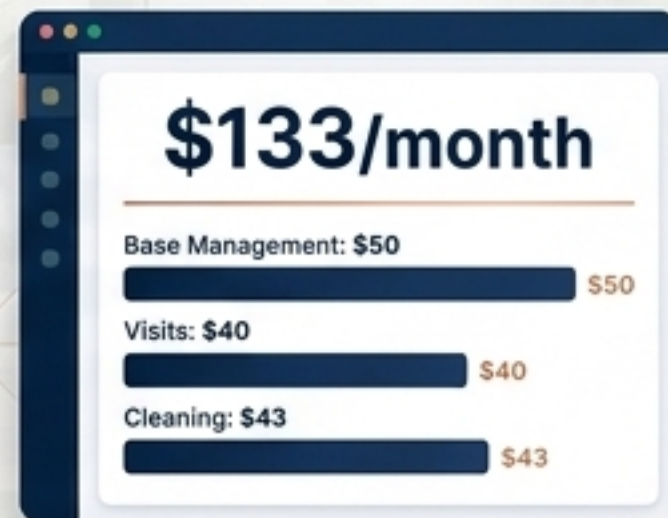 $133/month
Base Management: $50
$50
Visits: $40
$40
Cleaning: $43
$43